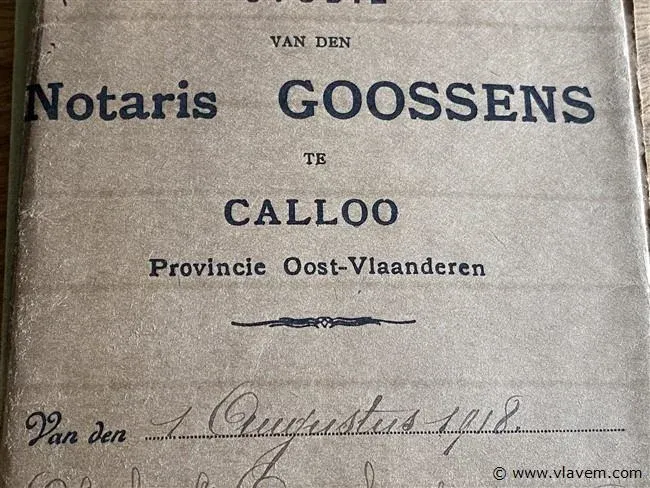 VAN DEN
Notaris GOOSSENS
TE
CALLOO
Provincie Oost-Vlaanderen
Van den 1 Augustus 1918.
© www.vlavem.com